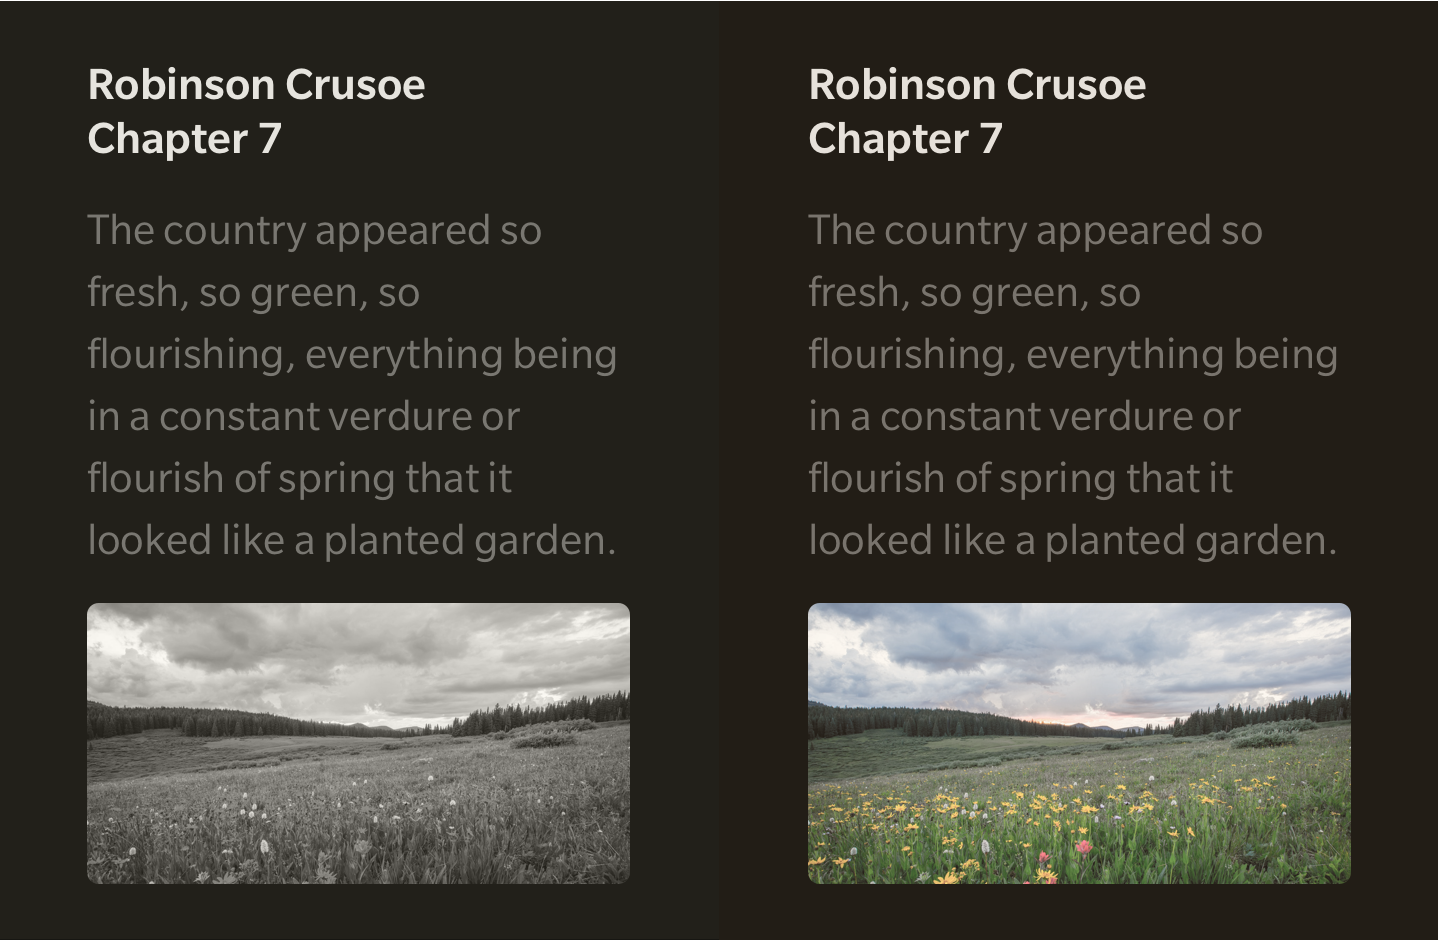 Robinson Crusoe
Chapter 7
The country appeared so
fresh, so green, so
flourishing, everything being
in a constant verdure or
flourish of spring that it
looked like a planted garden.
Robinson Crusoe
Chapter 7
The country appeared so
fresh, so green, so
flourishing, everything being
in a constant verdure or
flourish of spring that it
looked like a planted garden.